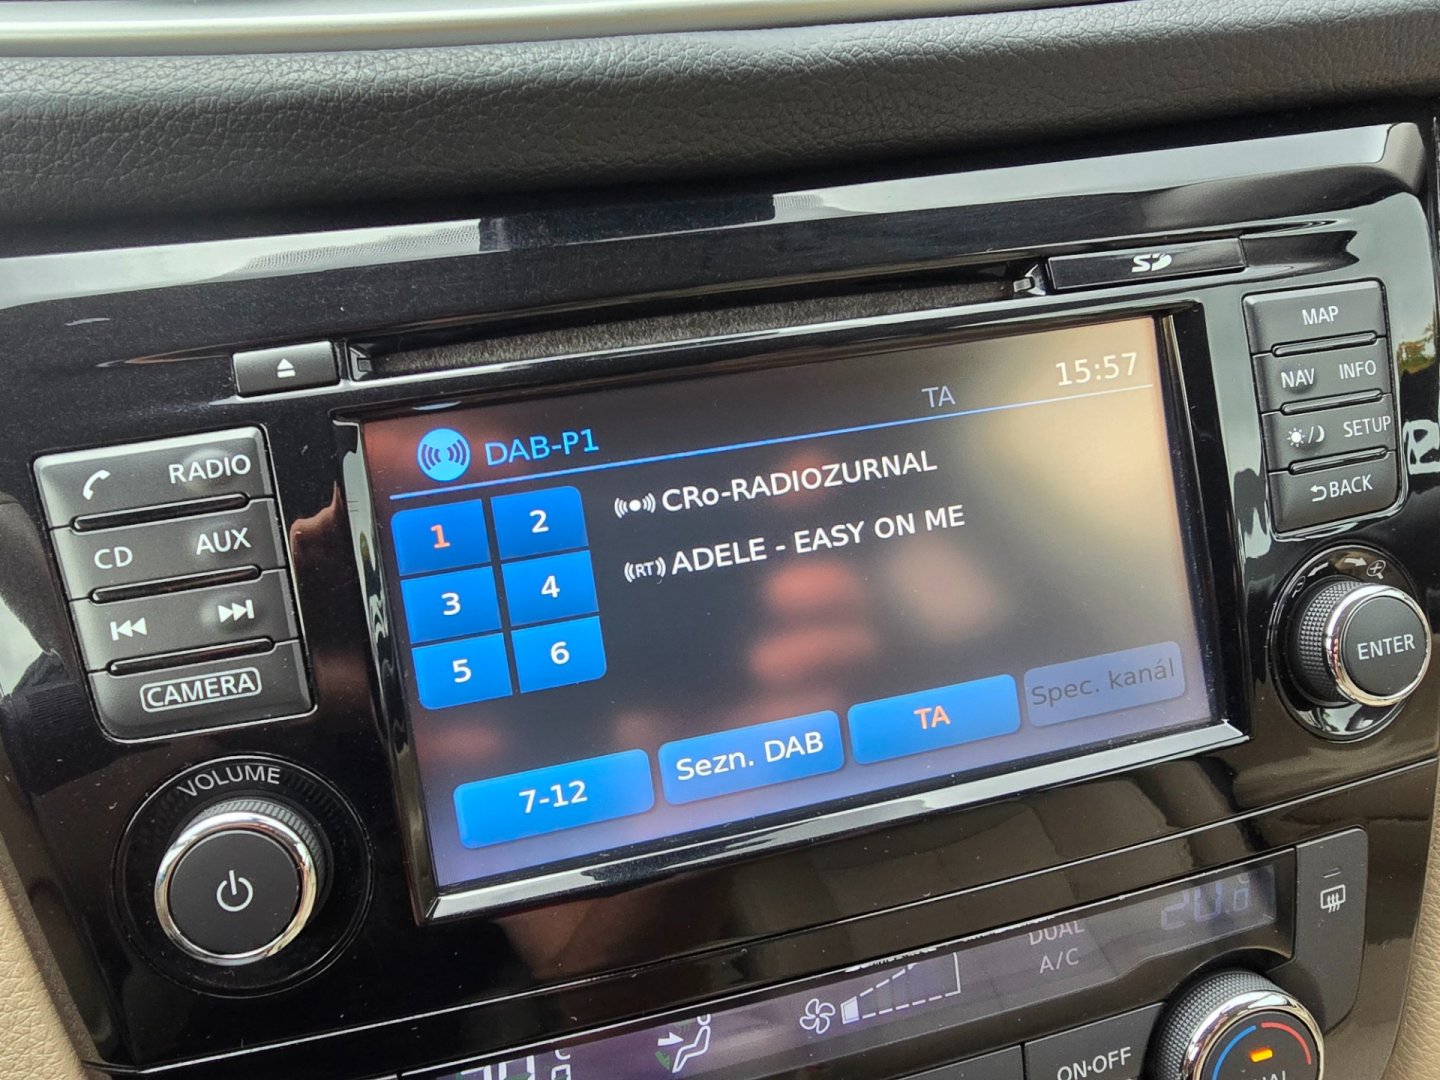 SD
MAP
NAV INFO
SETUP
BACK
RADIO
CD AUX
CAMERA
VOLUME
TA 15:57
DAB-P1
1 2
3 4
5 6
CRo-RADIOZURNAL
(RT) ADELE - EASY ON ME
7-12 Sezn. DAB TA Spec. kanál
ENTER
DUAL
A/C
ON·OFF